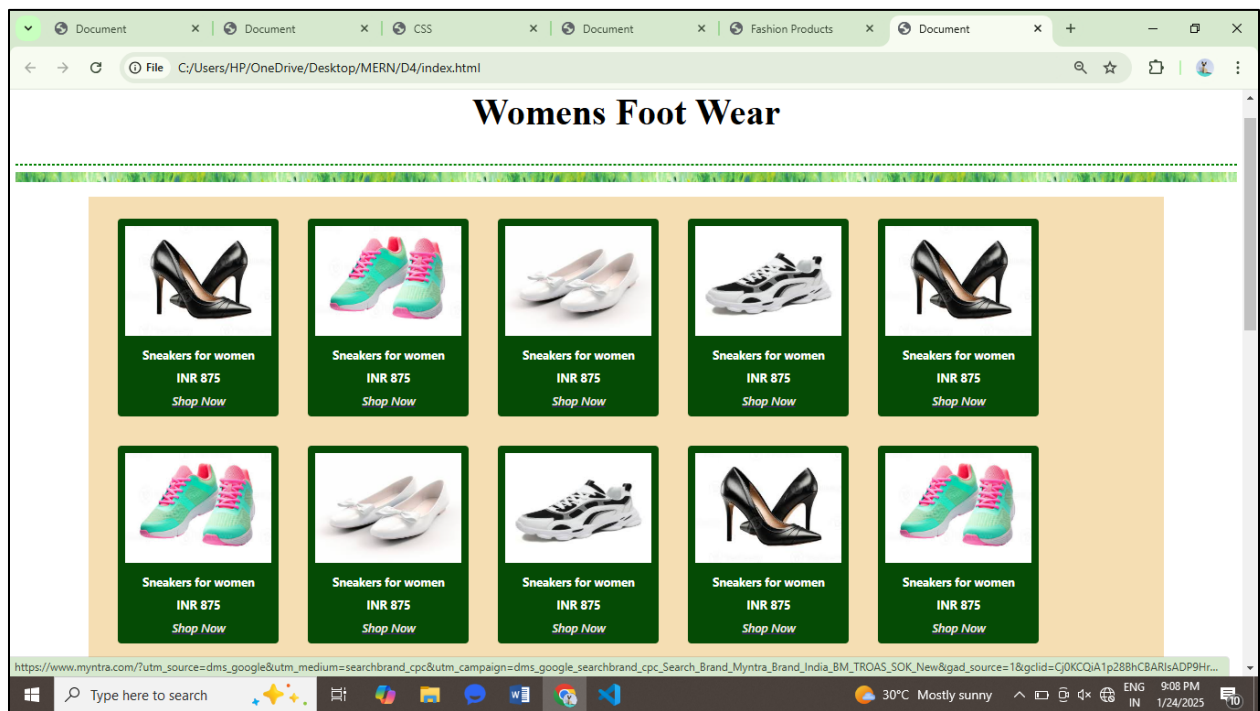 Document Document CSS Document Fashion Products Document
File C:/Users/HP/OneDrive/Desktop/MERN/D4/index.html
Womens Foot Wear
Sneakers for women Sneakers for women Sneakers for women Sneakers for women Sneakers for women
INR 875 INR 875 INR 875 INR 875 INR 875
Shop Now Shop Now Shop Now Shop Now Shop Now
Sneakers for women Sneakers for women Sneakers for women Sneakers for women Sneakers for women
INR 875 INR 875 INR 875 INR 875 INR 875
Shop Now Shop Now Shop Now Shop Now Shop Now
https://www.myntra.com/?utm_source=dms_google&utm_medium=searchbrand_cpc&utm_campaign=dms_google_searchbrand_cpc_Search_Brand_Myntra_Brand_India_BM_TROAS_SOK_New&gad_source=1&gclid=Cj0KCQiA1p28BhCBARIsADP9Hr...
Type here to search 30°C Mostly sunny ENG 9:08 PM
IN 1/24/2025 10